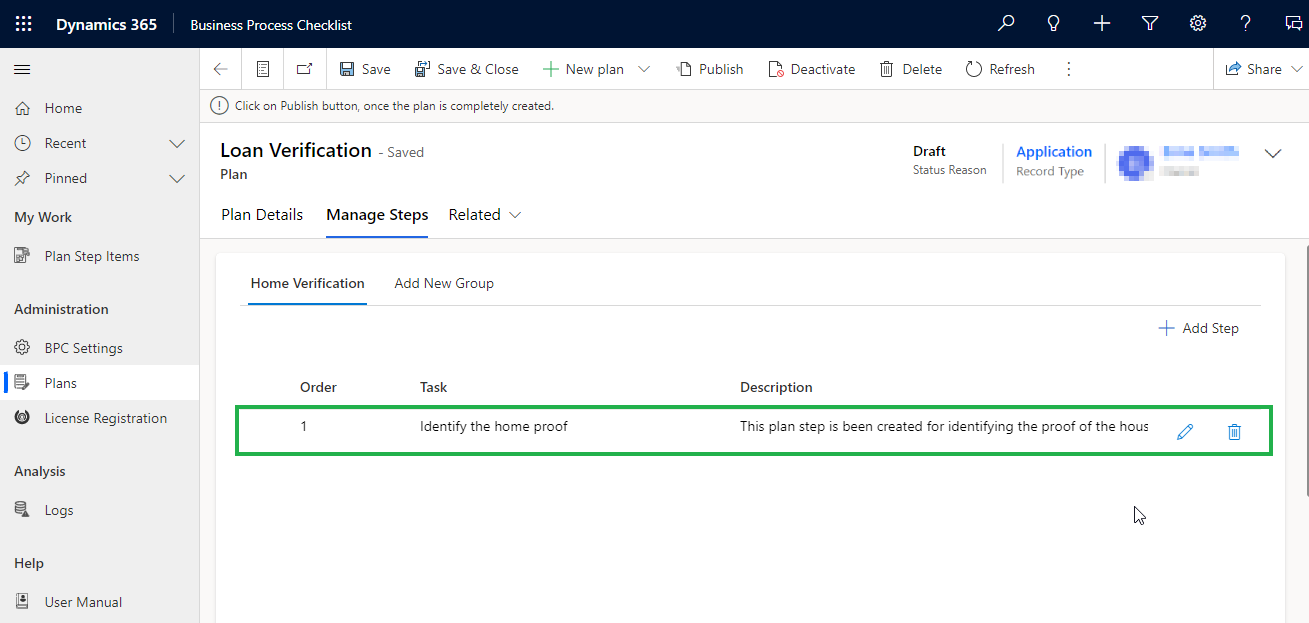 Dynamics 365 Business Process Checklist
Save Save & Close New plan Publish Deactivate Delete Refresh Share
Click on Publish button, once the plan is completely created.
Home
Recent
Pinned
My Work
Plan Step Items
Administration
BPC Settings
Plans
License Registration
Analysis
Logs
Help
User Manual
Loan Verification - Saved
Plan
Draft
Status Reason
Application
Record Type
Plan Details Manage Steps Related
Home Verification Add New Group
Add Step
Order Task Description
1 Identify the home proof This plan step is been created for identifying the proof of the hous